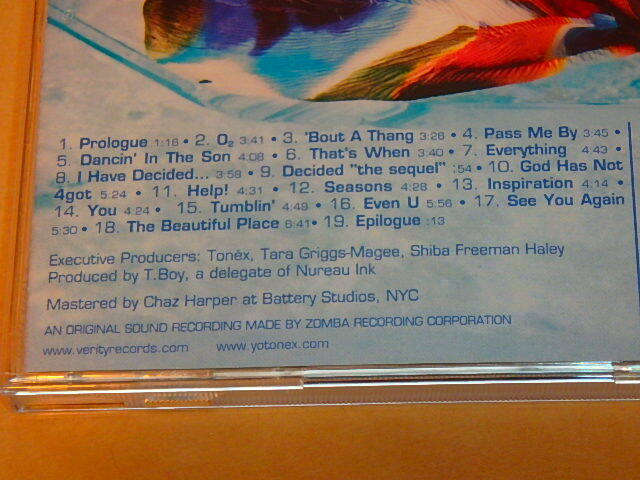 1. Prologue 1:16 • 2. O₂ 3:41 • 3. 'Bout A Thang 3:26 • 4. Pass Me By 3:45 •
5. Dancin' In The Son 4:08 • 6. That's When 3:40 • 7. Everything 4:43 •
8. I Have Decided... 3:58 • 9. Decided "the sequel" :54 • 10. God Has Not
4got 5:24 • 11. Help! 4:31 • 12. Seasons 4:28 • 13. Inspiration 4:14 •
14. You 4:24 • 15. Tumblin' 4:49 • 16. Even U 5:56 • 17. See You Again
5:30 • 18. The Beautiful Place 6:41 • 19. Epilogue :13
Executive Producers: Tonéx, Tara Griggs-Magee, Shiba Freeman Haley
Produced by T.Boy, a delegate of Nureau Ink
Mastered by Chaz Harper at Battery Studios, NYC
AN ORIGINAL SOUND RECORDING MADE BY ZOMBA RECORDING CORPORATION
www.verityrecords.com www.yotonex.com